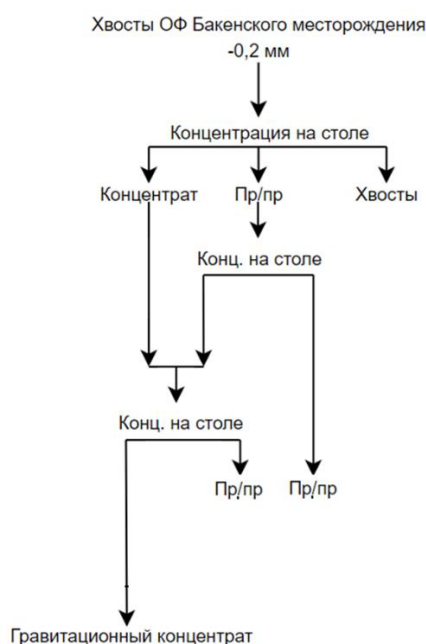 Хвосты ОФ Бакенского месторождения
-0,2 мм
Концентрация на столе
Концентрат Пр/пр Хвосты
Конц. на столе
Конц. на столе
Пр/пр Пр/пр
Гравитационный концентрат